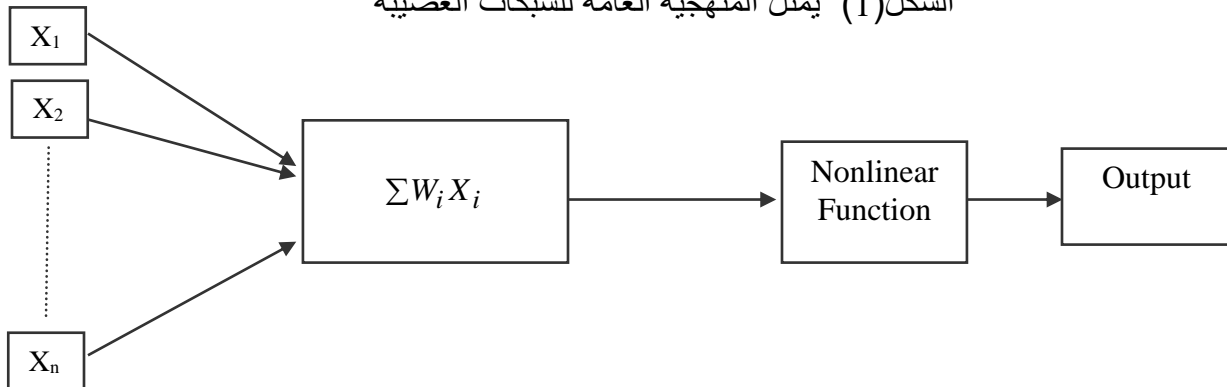 الشكل(1) يمثل المنهجية العامة للشبكات العصبية
X₁
X₂
∑WᵢXᵢ
Nonlinear
Function
Output
Xₙ